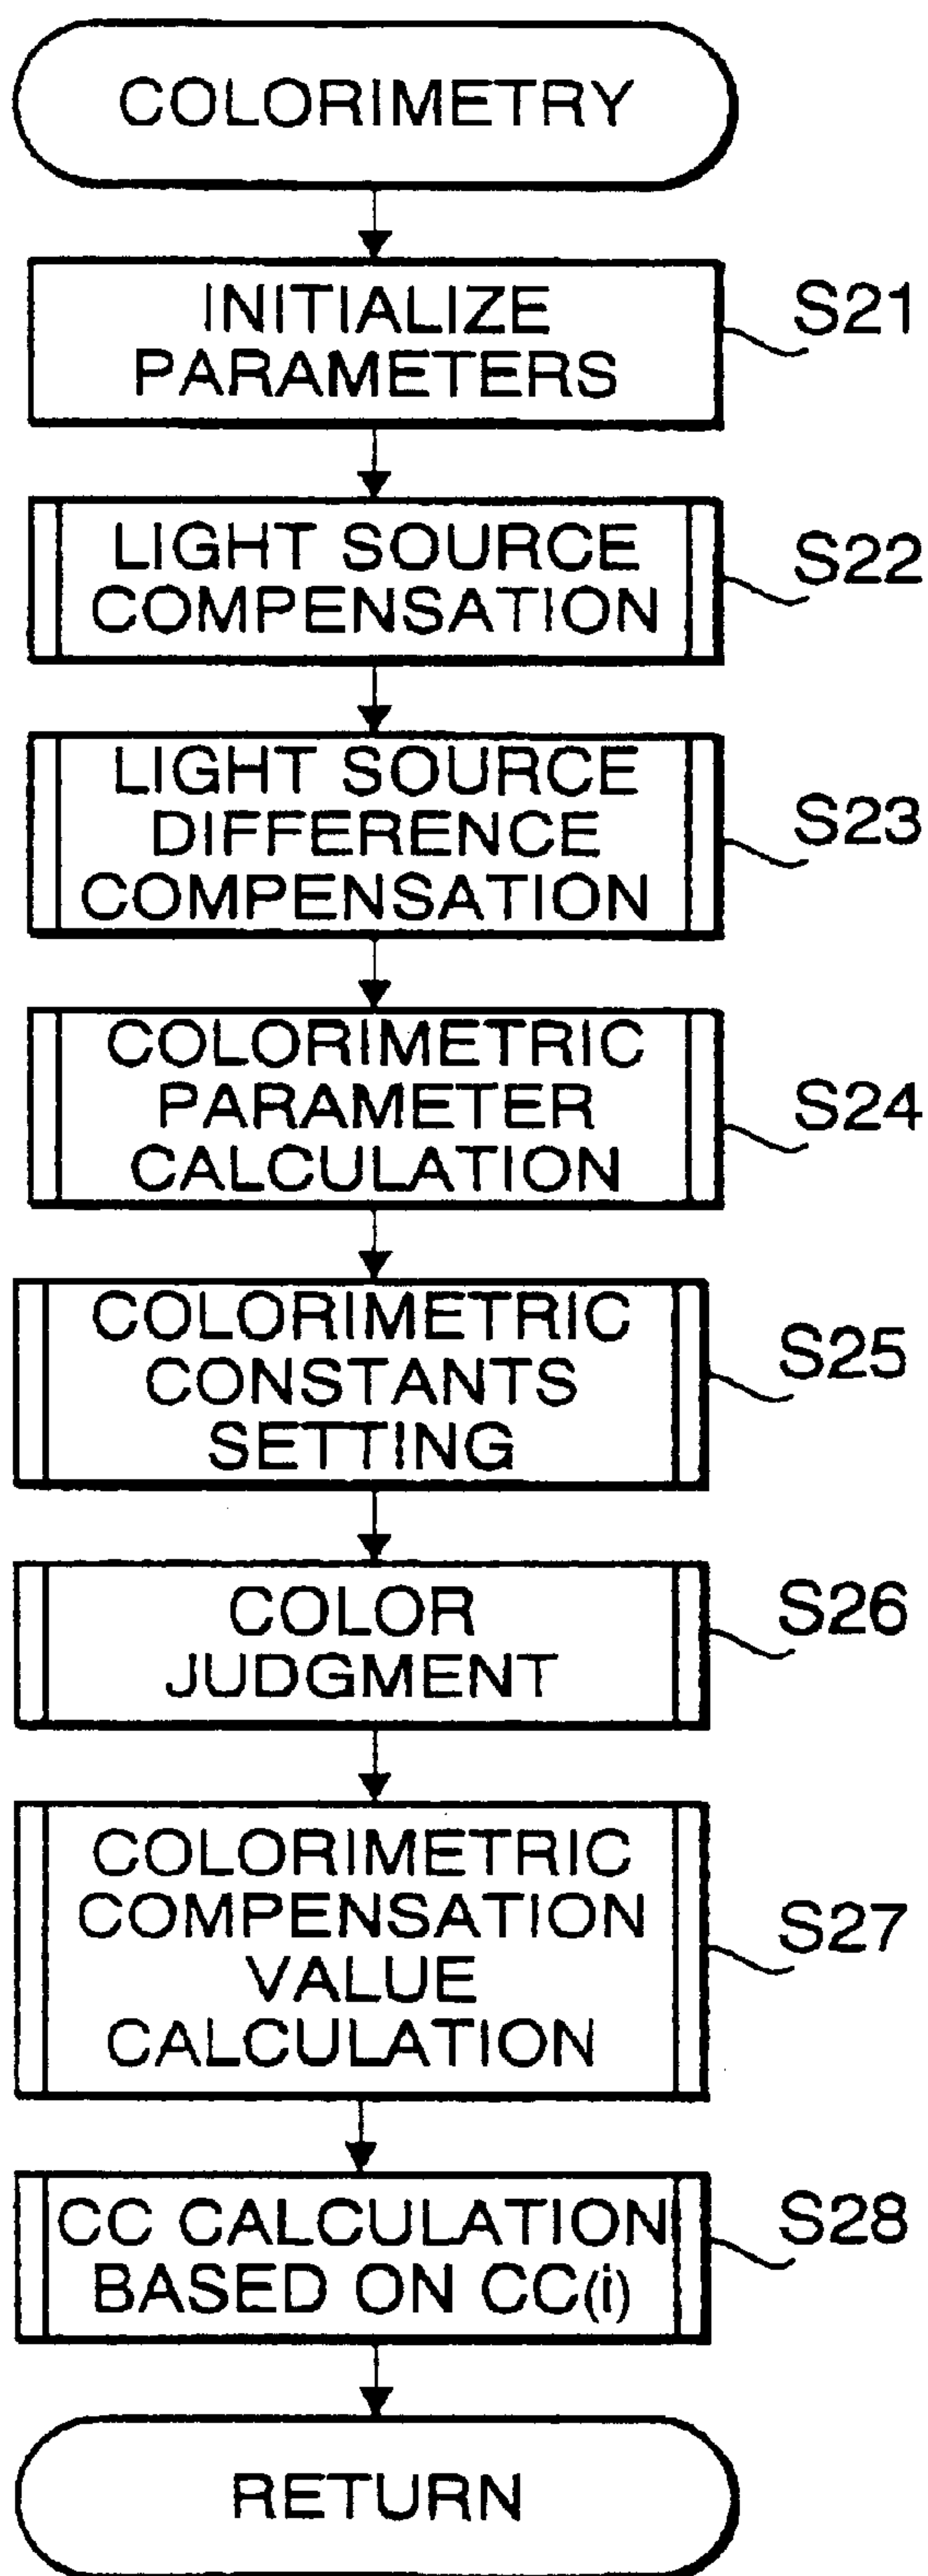 COLORIMETRY
INITIALIZE
PARAMETERS
S21
LIGHT SOURCE
COMPENSATION
S22
LIGHT SOURCE
DIFFERENCE
COMPENSATION
S23
COLORIMETRIC
PARAMETER
CALCULATION
S24
COLORIMETRIC
CONSTANTS
SETTING
S25
COLOR
JUDGMENT
S26
COLORIMETRIC
COMPENSATION
VALUE
CALCULATION
S27
CC CALCULATION
BASED ON CC(i)
S28
RETURN